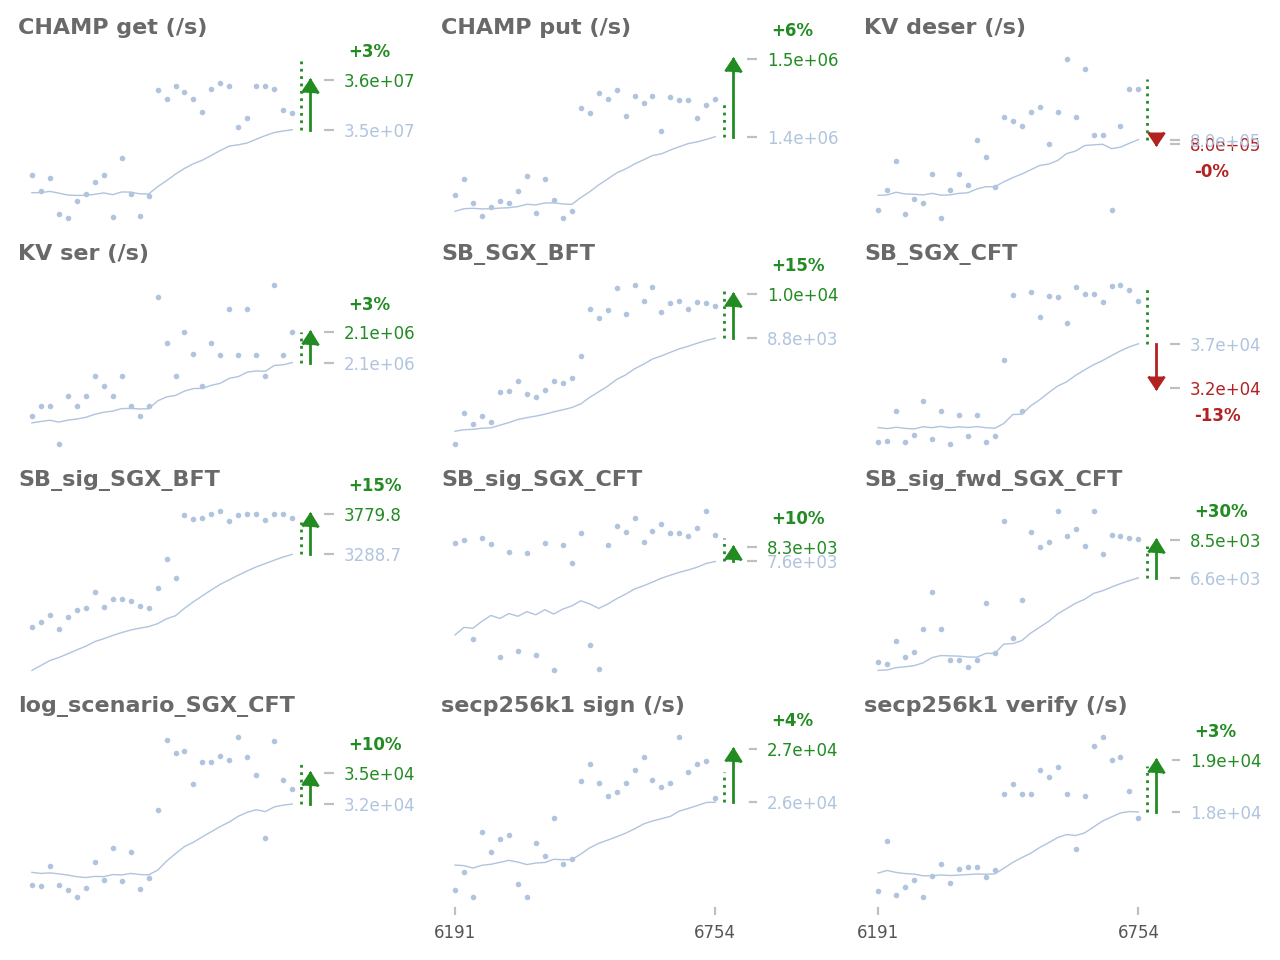 CHAMP get (/s)
+3%
3.6e+07
3.5e+07
CHAMP put (/s)
+6%
1.5e+06
1.4e+06
KV deser (/s)
8.0e+05
8.0e+05
-0%
KV ser (/s)
+3%
2.1e+06
2.1e+06
SB_SGX_BFT
+15%
1.0e+04
8.8e+03
SB_SGX_CFT
3.7e+04
3.2e+04
-13%
SB_sig_SGX_BFT
+15%
3779.8
3288.7
SB_sig_SGX_CFT
+10%
8.3e+03
7.6e+03
SB_sig_fwd_SGX_CFT
+30%
8.5e+03
6.6e+03
log_scenario_SGX_CFT
+10%
3.5e+04
3.2e+04
secp256k1 sign (/s)
+4%
2.7e+04
2.6e+04
6191 6754
secp256k1 verify (/s)
+3%
1.9e+04
1.8e+04
6191 6754